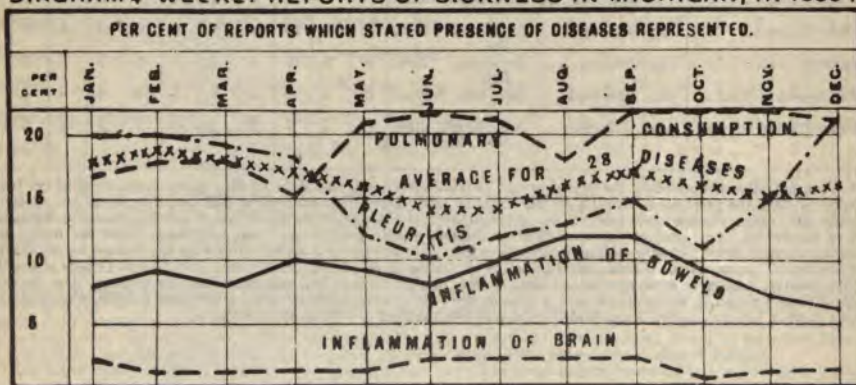 PER CENT OF REPORTS WHICH STATED PRESENCE OF DISEASES REPRESENTED.
PER CENT
JAN. FEB. MAR. APR. MAY. JUN. JUL. AUG. SEP. OCT. NOV. DEC.
20
PULMONARY CONSUMPTION.
AVERAGE FOR 28 DISEASES
15
PLEURITIS
10
INFLAMMATION OF BOWELS
5
INFLAMMATION OF BRAIN